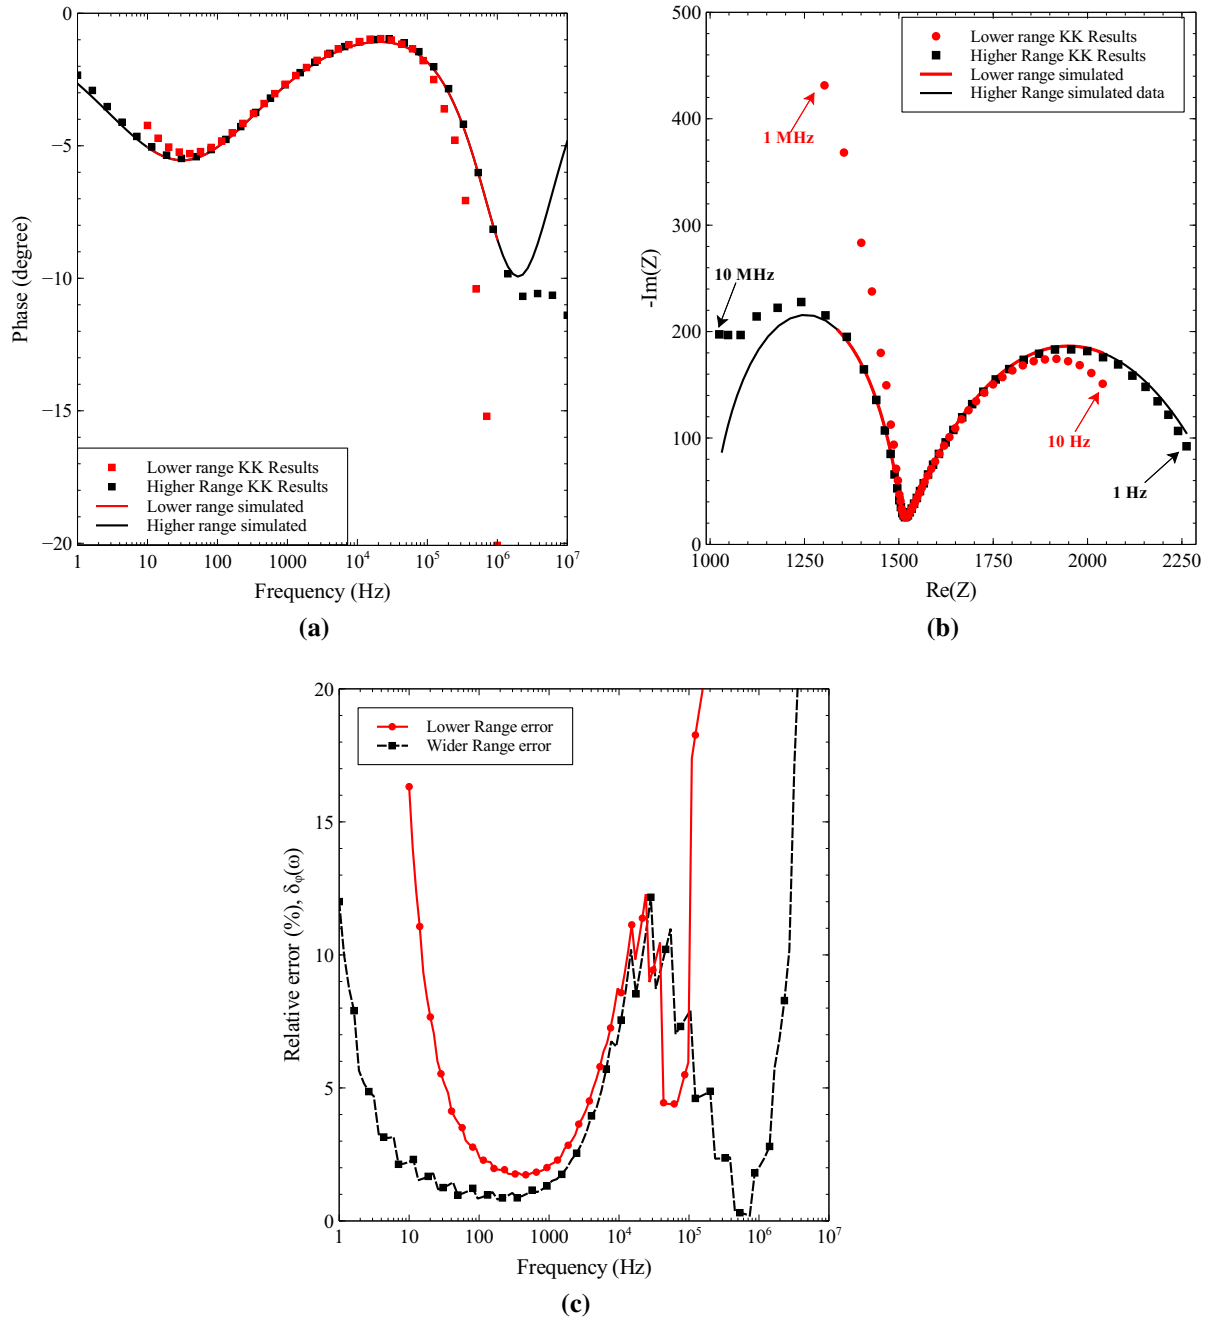 0
−5
−10
−15
−20
Phase (degree)
Lower range KK Results
Higher Range KK Results
Lower range simulated
Higher range simulated
1
10
100
1000
10⁴
10⁵
10⁶
10⁷
Frequency (Hz)
(a)
500
400
300
200
100
0
-Im(Z)
Lower range KK Results
Higher Range KK Results
Lower range simulated
Higher Range simulated data
1 MHz
10 MHz
10 Hz
1 Hz
1000
1250
1500
1750
2000
2250
Re(Z)
(b)
20
15
10
5
0
Relative error (%), δφ(ω)
Lower Range error
Wider Range error
1
10
100
1000
10⁴
10⁵
10⁶
10⁷
Frequency (Hz)
(c)